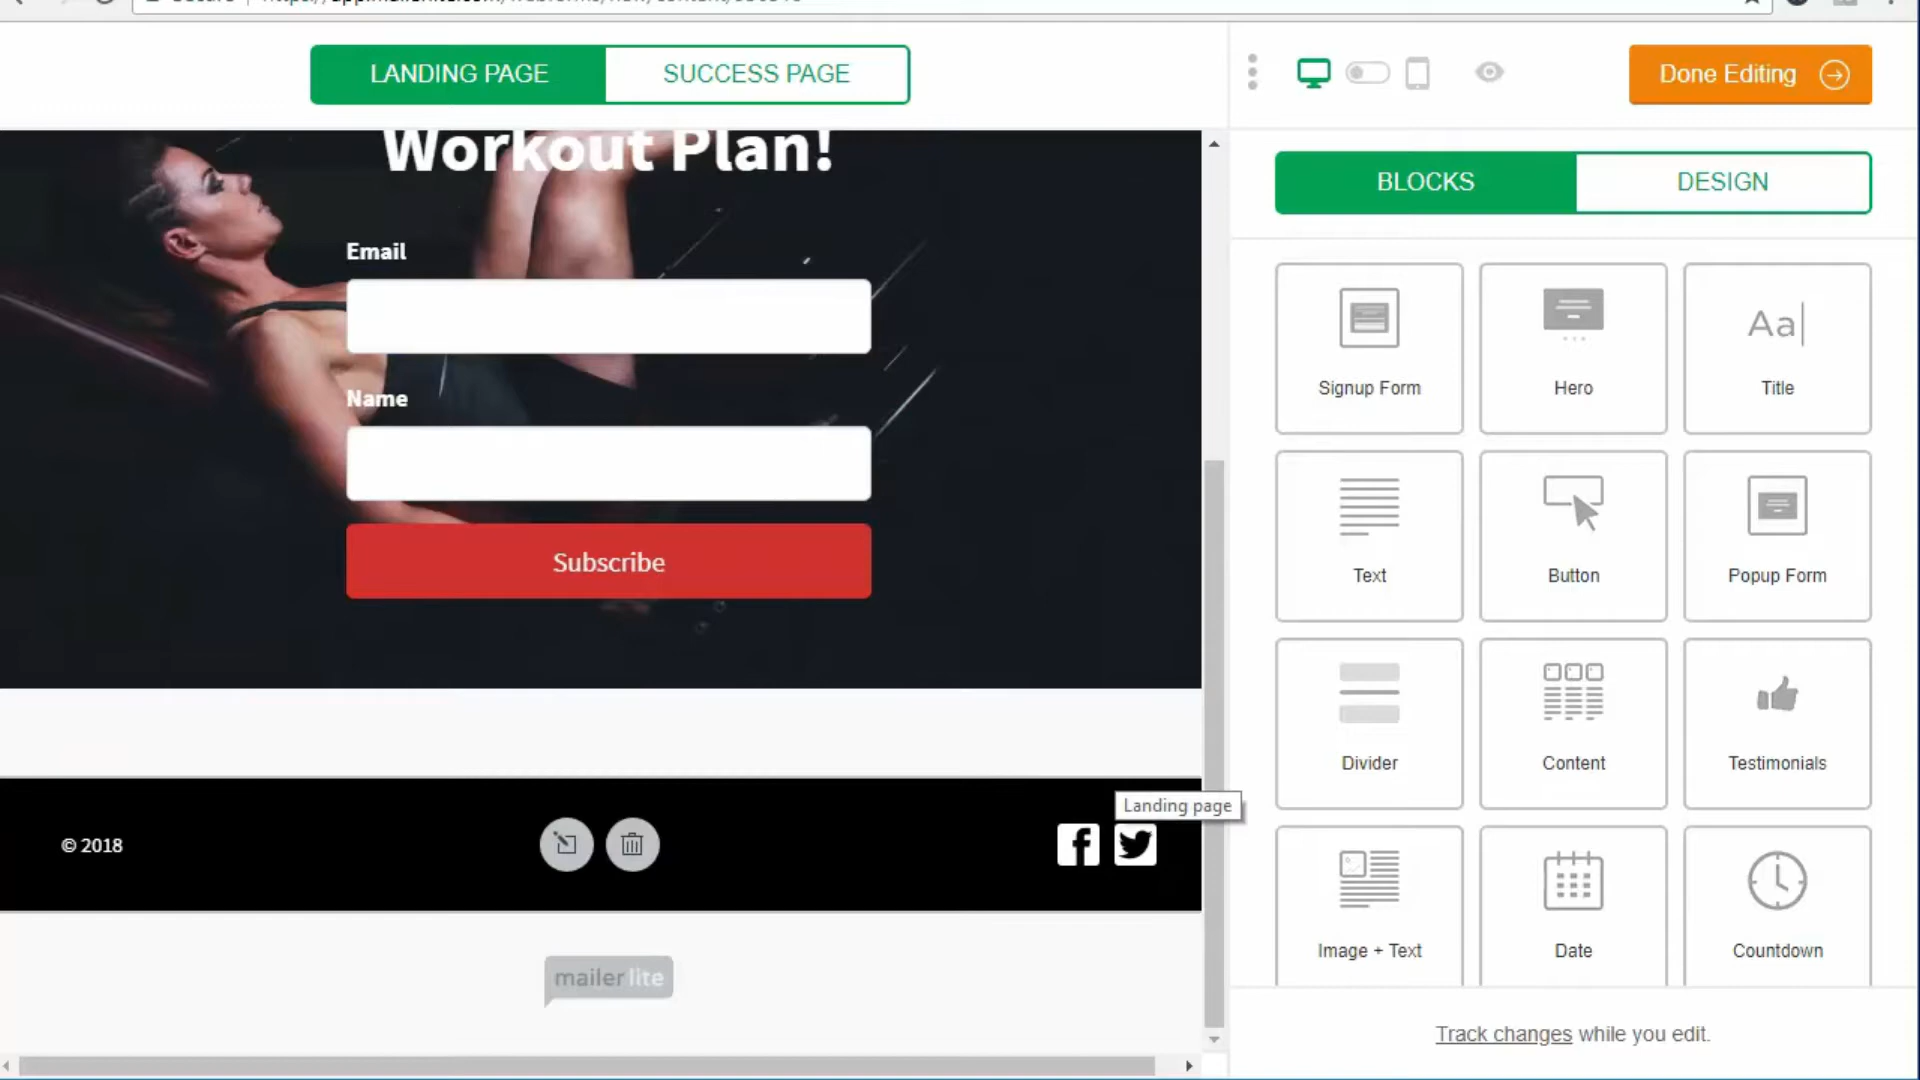 LANDING PAGE
SUCCESS PAGE
Done Editing
Workout Plan!
BLOCKS
DESIGN
Email
Name
Subscribe
Signup Form
Hero
Aa
Title
Text
Button
Popup Form
Divider
Content
Testimonials
Landing page
© 2018
Image + Text
Date
Countdown
mailer lite
Track changes while you edit.